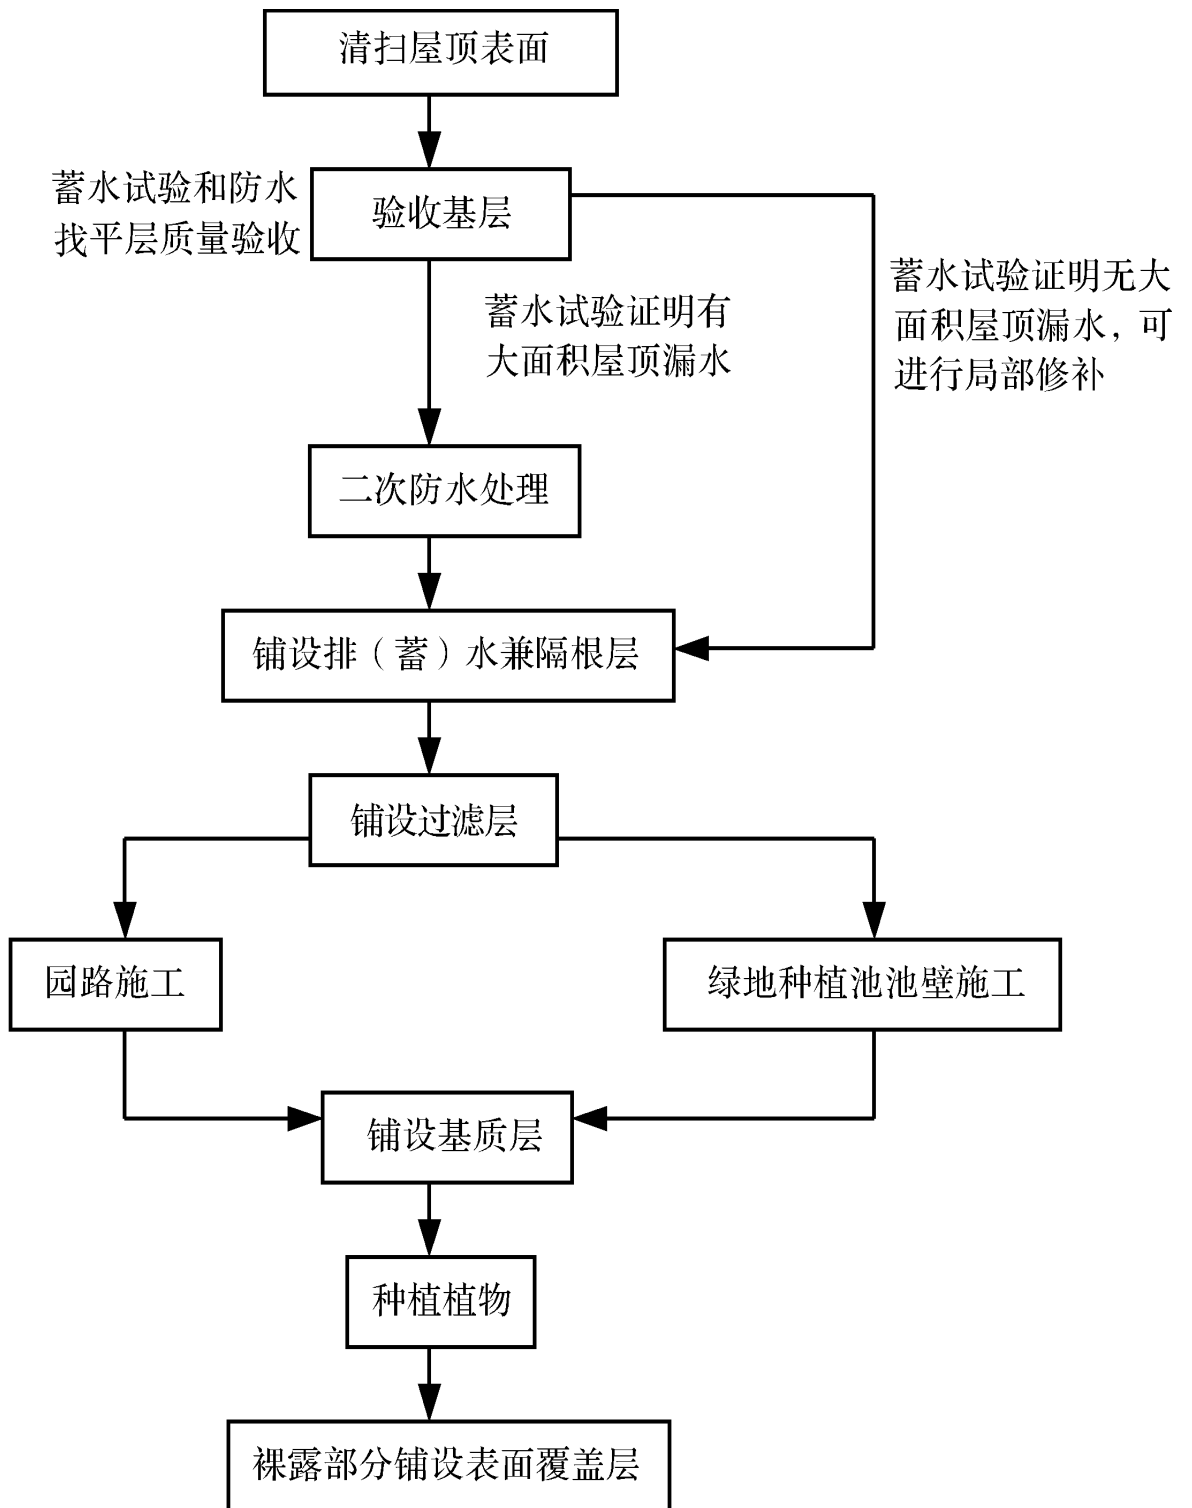 清扫屋顶表面
蓄水试验和防水
找平层质量验收
验收基层
蓄水试验证明有
大面积屋顶漏水
蓄水试验证明无大
面积屋顶漏水，可
进行局部修补
二次防水处理
铺设排（蓄）水兼隔根层
铺设过滤层
园路施工
绿地种植池池壁施工
铺设基质层
种植植物
裸露部分铺设表面覆盖层